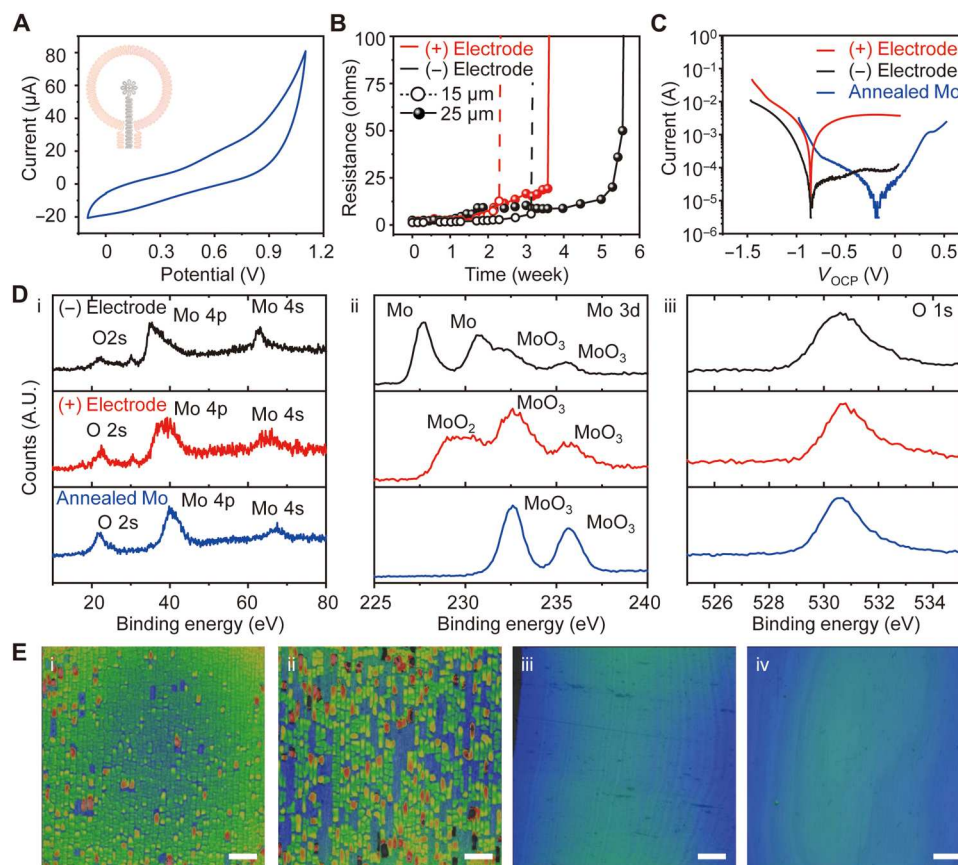 A
Current (µA)
80
60
40
20
0
−20
0
0.3
0.6
0.9
1.2
Potential (V)
B
Resistance (ohms)
100
75
50
25
0
(+) Electrode
(−) Electrode
15 µm
25 µm
0
1
2
3
4
5
6
Time (week)
C
Current (A)
10⁰
10⁻¹
10⁻²
10⁻³
10⁻⁴
10⁻⁵
10⁻⁶
(+) Electrode
(−) Electrode
Annealed Mo
−1.5
−1.0
−0.5
0
0.5
V_OCP (V)
D
Counts (A.U.)
i
(−) Electrode
O2s
Mo 4p
Mo 4s
(+) Electrode
O 2s
Mo 4p
Mo 4s
Annealed Mo
O 2s
Mo 4p
Mo 4s
20
40
60
80
Binding energy (eV)
ii
Mo 3d
Mo
Mo
MoO₃
MoO₃
MoO₂
MoO₃
MoO₃
MoO₃
MoO₃
225
230
235
240
Binding energy (eV)
iii
O 1s
526
528
530
532
534
Binding energy (eV)
E
i
ii
iii
iv